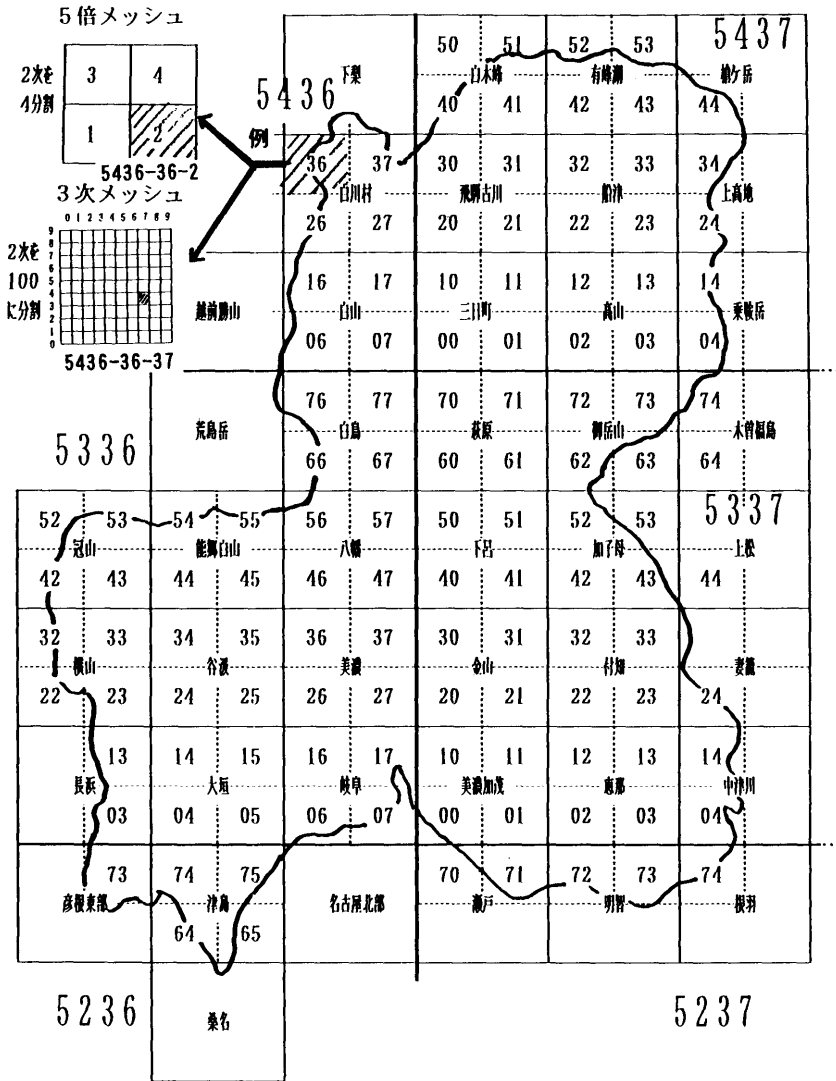 5倍メッシュ
2次を
4分割
3 4
1 2
5436-36-2
3次メッシュ
0 1 2 3 4 5 6 7 8 9
9
8
7
6
5
4
3
2
1
0
2次を
100
に分割
5436-36-37
例
5436
5437
下梨
50 51 52 53
白木峰 有峰湖 槍ケ岳
40 41 42 43 44
36 37 30 31 32 33 34
白川村 飛騨古川 船津 上高地
26 27 20 21 22 23 24
16 17 10 11 12 13 14
越前勝山 白山 三日町 高山 乗鞍岳
06 07 00 01 02 03 04
76 77 70 71 72 73 74
荒島岳 白鳥 萩原 御岳山 木曽福島
5336
66 67 60 61 62 63 64
5337
52 53 54 55 56 57 50 51 52 53
冠山 能郷白山 八幡 下呂 加子母 上松
42 43 44 45 46 47 40 41 42 43 44
32 33 34 35 36 37 30 31 32 33
横山 谷汲 美濃 金山 付知 妻籠
22 23 24 25 26 27 20 21 22 23 24
13 14 15 16 17 10 11 12 13 14
長浜 大垣 岐阜 美濃加茂 恵那 中津川
03 04 05 06 07 00 01 02 03 04
73 74 75 70 71 72 73 74
彦根東部 津島 名古屋北部 瀬戸 明智 根羽
64 65
5236
桑名
5237